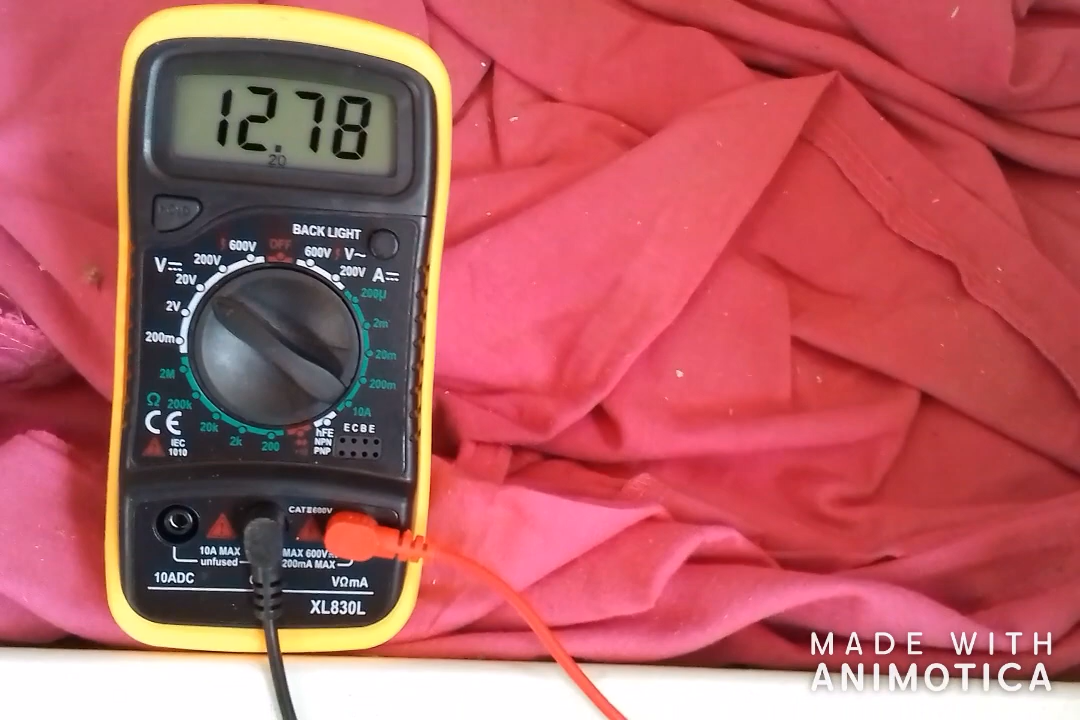 12.78
20
BACK LIGHT
OFF
600V
600V V~
200V
200V
A
V
20V
200µ
2V
2m
200m
20m
2M
200m
Ω 200k
10A
20k
2k
200
hFE
NPN
PNP
E C B E
CE
IEC
1010
CAT II 600V
10A MAX
unfused
MAX 600V
200mA MAX
10ADC
VΩmA
XL830L
MADE WITH
ANIMOTICA